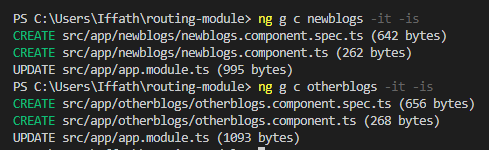 PS C:\Users\Iffath\routing-module> ng g c newblogs -it -is
CREATE src/app/newblogs/newblogs.component.spec.ts (642 bytes)
CREATE src/app/newblogs/newblogs.component.ts (262 bytes)
UPDATE src/app/app.module.ts (995 bytes)
PS C:\Users\Iffath\routing-module> ng g c otherblogs -it -is
CREATE src/app/otherblogs/otherblogs.component.spec.ts (656 bytes)
CREATE src/app/otherblogs/otherblogs.component.ts (268 bytes)
UPDATE src/app/app.module.ts (1093 bytes)